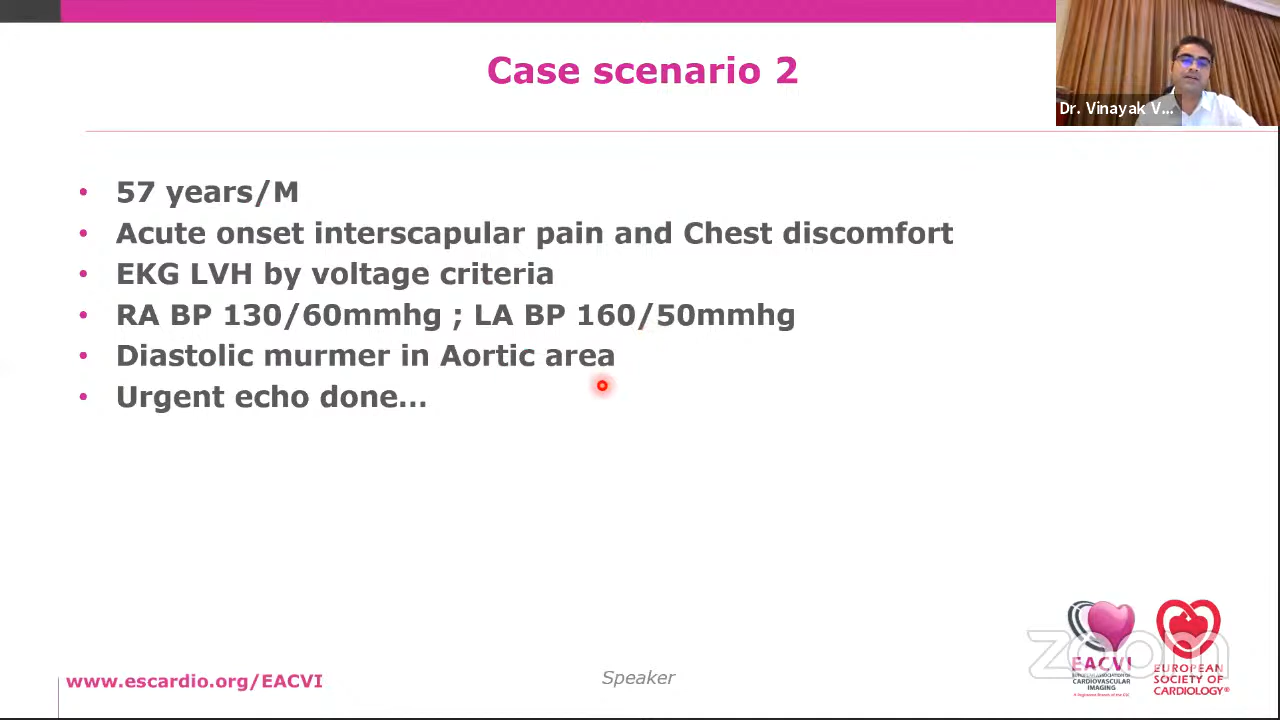 Case scenario 2
Dr. Vinayak V...
• 57 years/M
• Acute onset interscapular pain and Chest discomfort
• EKG LVH by voltage criteria
• RA BP 130/60mmhg ; LA BP 160/50mmhg
• Diastolic murmer in Aortic area
• Urgent echo done...
www.escardio.org/EACVI
Speaker
zoom
EACVI
EUROPEAN ASSOCIATION OF
CARDIOVASCULAR
IMAGING
A Registered Branch of the ESC
EUROPEAN
SOCIETY OF
CARDIOLOGY®